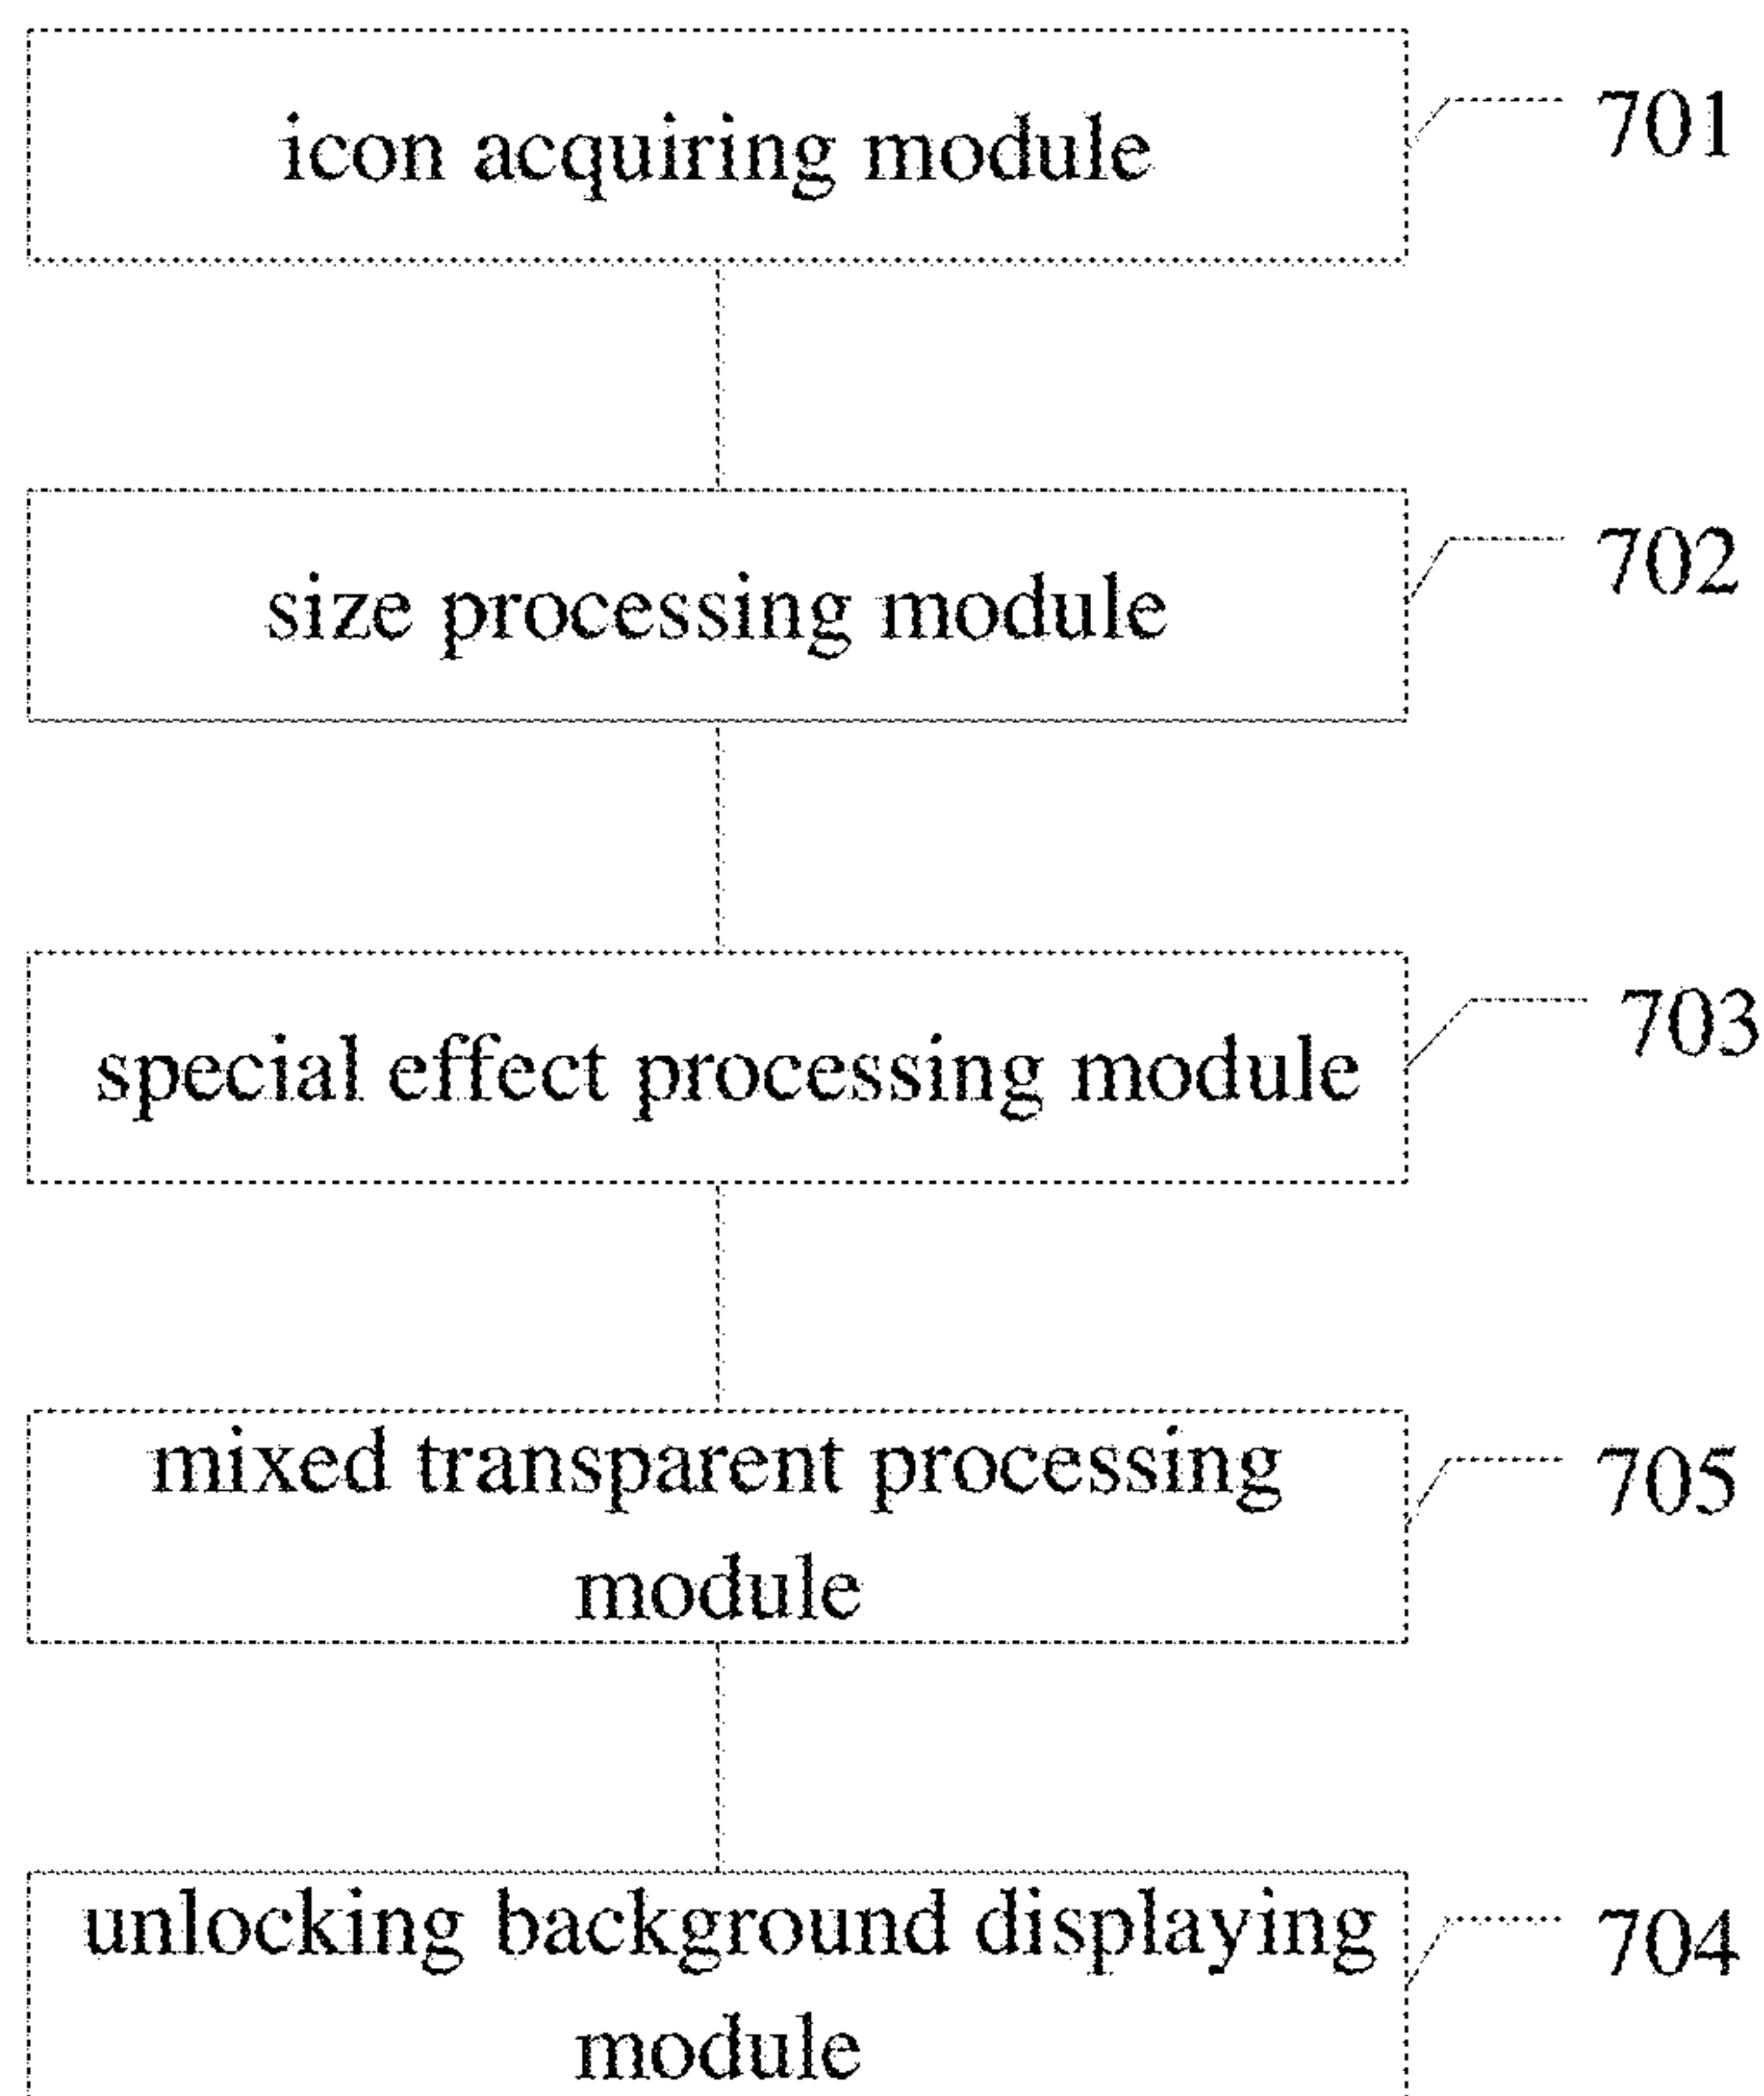 icon acquiring module
701
size processing module
702
special effect processing module
703
mixed transparent processing
module
705
unlocking background displaying
module
704